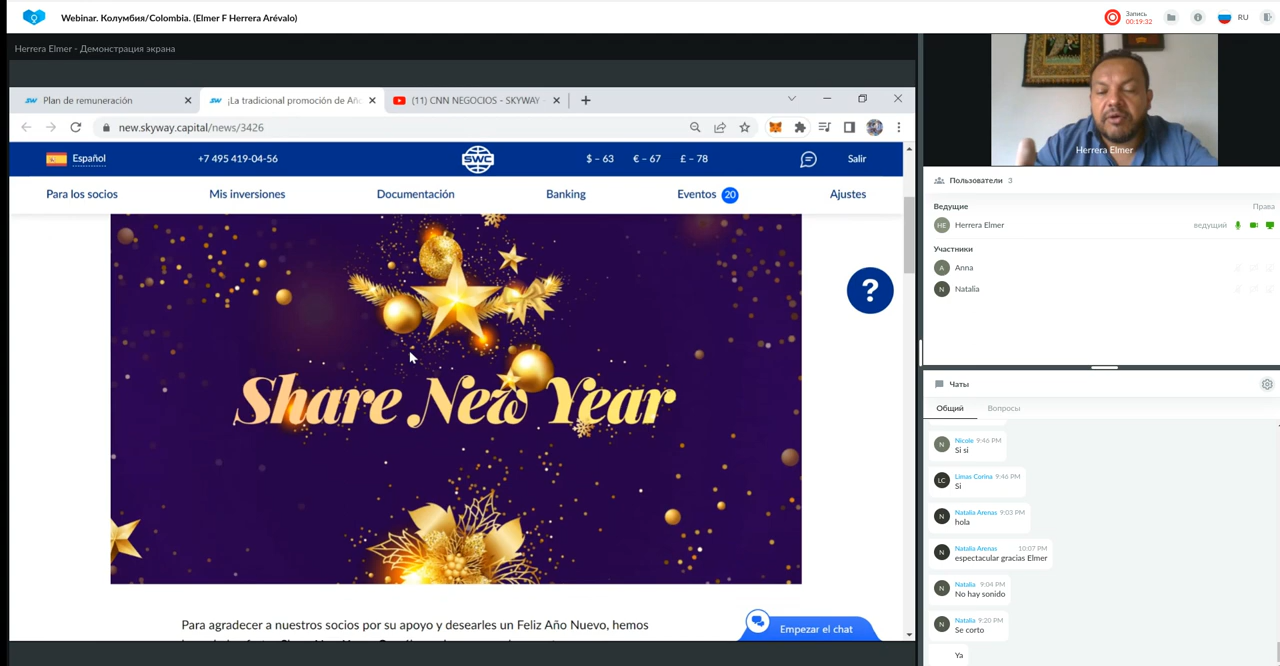 Webinar. Колумбия/Colombia. (Elmer F Herrera Arévalo)
Запись
00:19:32
RU
Herrera Elmer - Демонстрация экрана
Plan de remuneración
¡La tradicional promoción de Año
(11) CNN NEGOCIOS - SKYWAY
new.skyway.capital/news/3426
Español
+7 495 419-04-56
SWC
$ – 63
€ – 67
£ – 78
Salir
Para los socios
Mis inversiones
Documentación
Banking
Eventos 20
Ajustes
Share New Year
?
Para agradecer a nuestros socios por su apoyo y desearles un Feliz Año Nuevo, hemos
Empezar el chat
Herrera Elmer
Пользователи 3
Ведущие
Права
HE
Herrera Elmer
ведущий
Участники
A
Anna
N
Natalia
Чаты
Общий
Вопросы
N
Nicole 9:46 PM
Si si
LC
Limas Corina 9:46 PM
Si
N
Natalia Arenas 9:03 PM
hola
N
Natalia Arenas 10:07 PM
espectacular gracias Elmer
N
Natalia 9:04 PM
No hay sonido
N
Natalia 9:20 PM
Se corto
Ya